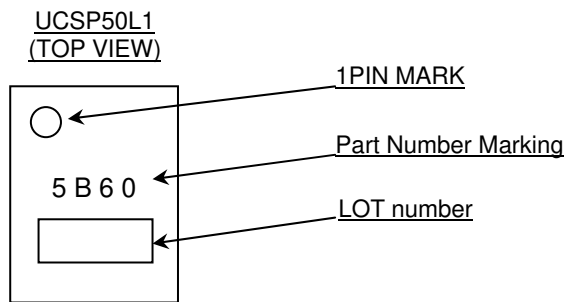 UCSP50L1
(TOP VIEW)
1PIN MARK
Part Number Marking
5 B 6 0
LOT number